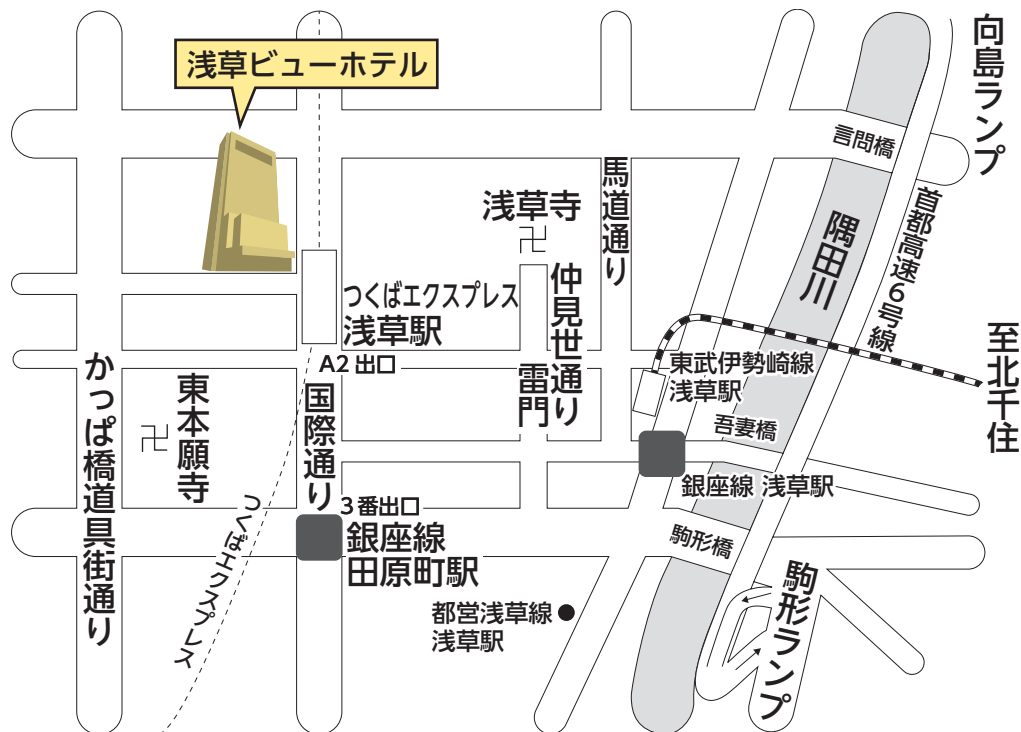 浅草ビューホテル
向島ランプ
言問橋
馬道通り
浅草寺
卍
隅田川
首都高速6号線
つくばエクスプレス
浅草駅
仲見世通り
A2 出口
雷門
東武伊勢崎線
浅草駅
至北千住
かっぱ橋道具街通り
東本願寺
卍
国際通り
吾妻橋
銀座線 浅草駅
3 番出口
銀座線
田原町駅
つくばエクスプレス
駒形橋
駒形ランプ
都営浅草線
浅草駅